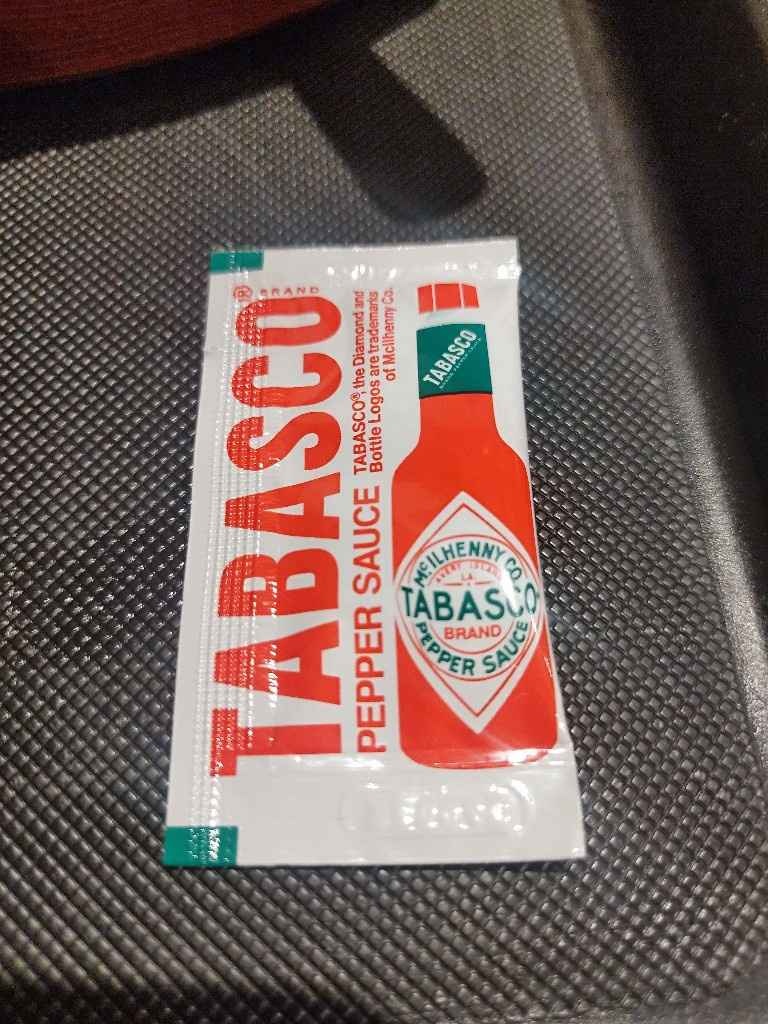 TABASCO®
BRAND
PEPPER SAUCE
TABASCO®, the Diamond and
Bottle Logos are trademarks
of McIlhenny Co.
TABASCO
McILHENNY CO.
AVERY ISLAND
LA.
TABASCO
BRAND
PEPPER SAUCE